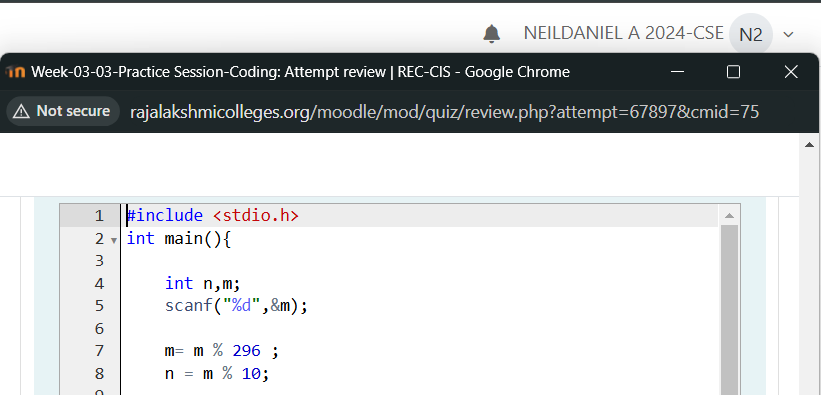 NEILDANIEL A 2024-CSE N2
Week-03-03-Practice Session-Coding: Attempt review | REC-CIS - Google Chrome
Not secure rajalakshmicolleges.org/moodle/mod/quiz/review.php?attempt=67897&cmid=75
1 #include <stdio.h>
2 int main(){
3
4 int n,m;
5 scanf("%d",&m);
6
7 m= m % 296 ;
8 n = m % 10;
9